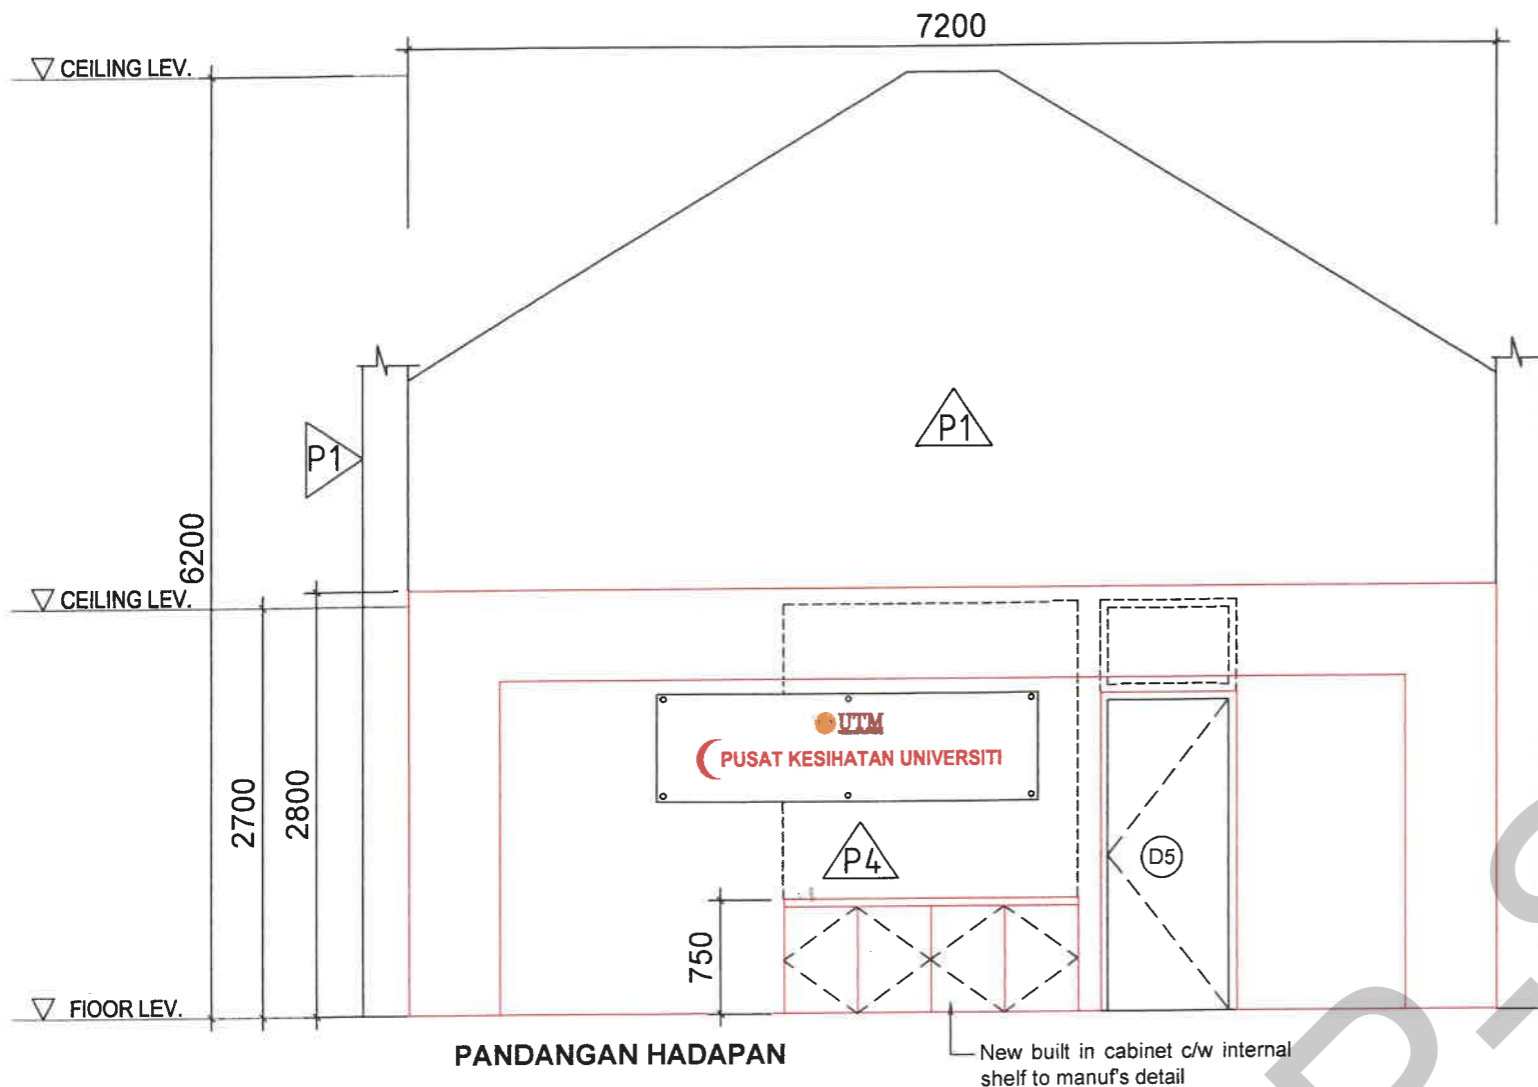 7200
CEILING LEV.
P1
P1
6200
CEILING LEV.
UTM
PUSAT KESIHATAN UNIVERSITI
2700
2800
P4
D5
750
FlOOR LEV.
PANDANGAN HADAPAN
New built in cabinet c/w internal
shelf to manuf's detail